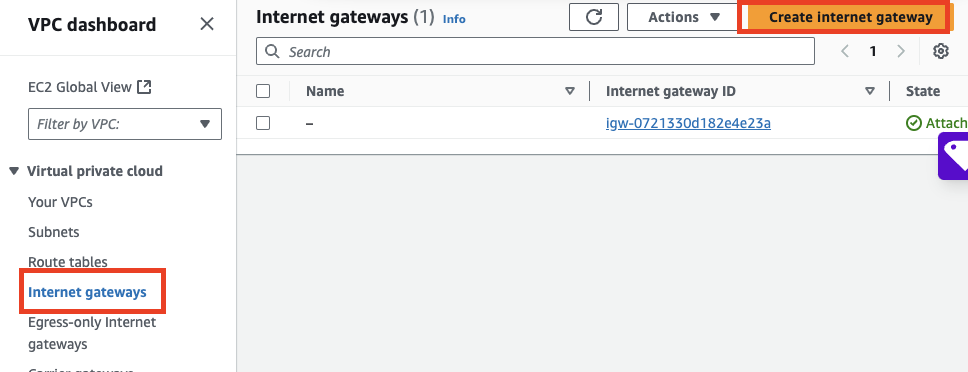 VPC dashboard
EC2 Global View
Filter by VPC:
Virtual private cloud
Your VPCs
Subnets
Route tables
Internet gateways
Egress-only Internet
gateways
Carrier gateways
Internet gateways (1) Info
Actions
Create internet gateway
Search
1
Name Internet gateway ID State
– igw-0721330d182e4e23a Attach